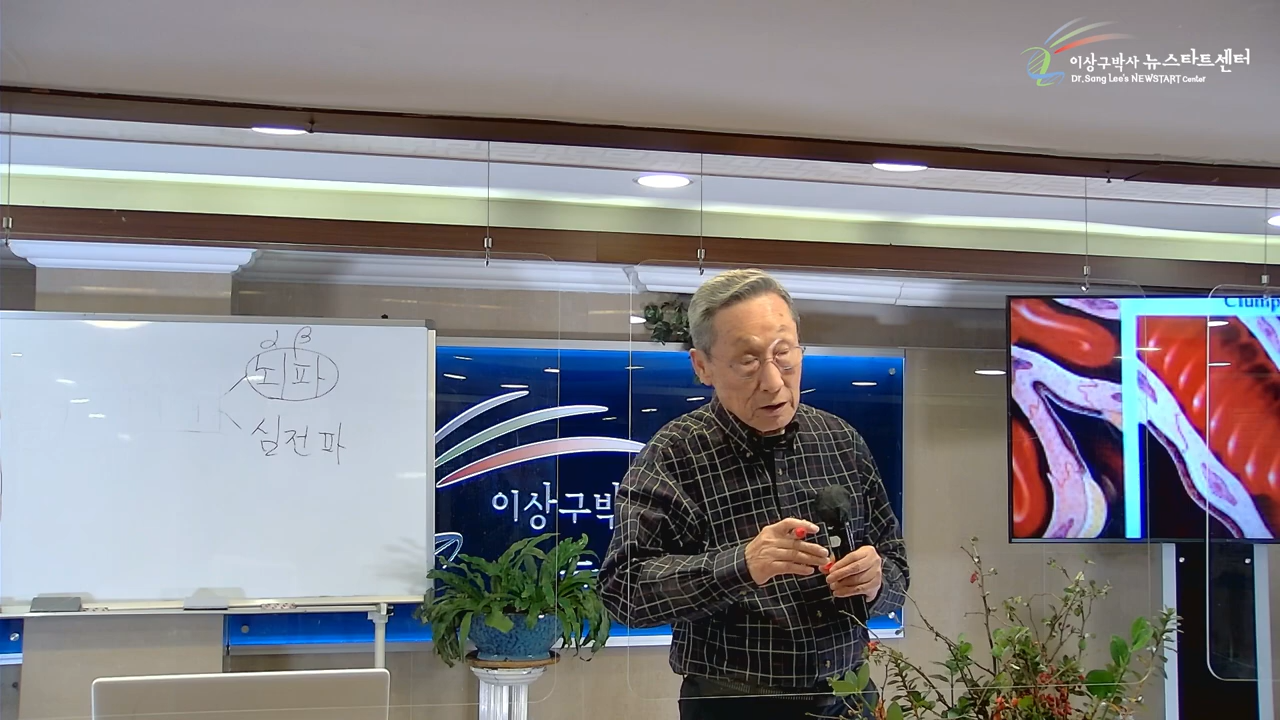 이상구박사 뉴스타트센터
Dr. Sang Lee's NEWSTART Center
Clump
α β
뇌파
심전파
이상구박